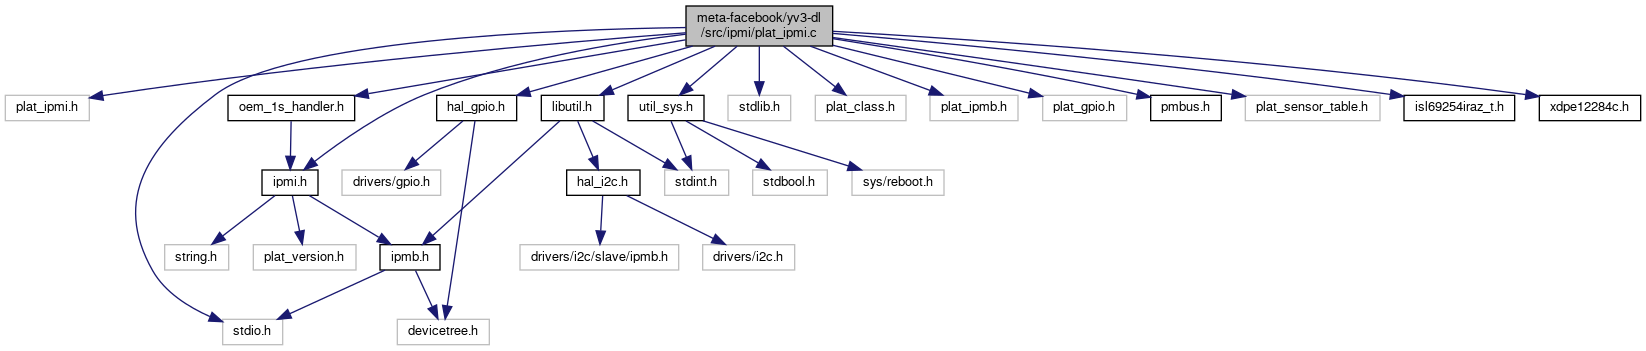 meta-facebook/yv3-dl
/src/ipmi/plat_ipmi.c
plat_ipmi.h
oem_1s_handler.h
hal_gpio.h
libutil.h
util_sys.h
stdlib.h
plat_class.h
plat_ipmb.h
plat_gpio.h
pmbus.h
plat_sensor_table.h
isl69254iraz_t.h
xdpe12284c.h
ipmi.h
drivers/gpio.h
hal_i2c.h
stdint.h
stdbool.h
sys/reboot.h
string.h
plat_version.h
ipmb.h
drivers/i2c/slave/ipmb.h
drivers/i2c.h
stdio.h
devicetree.h